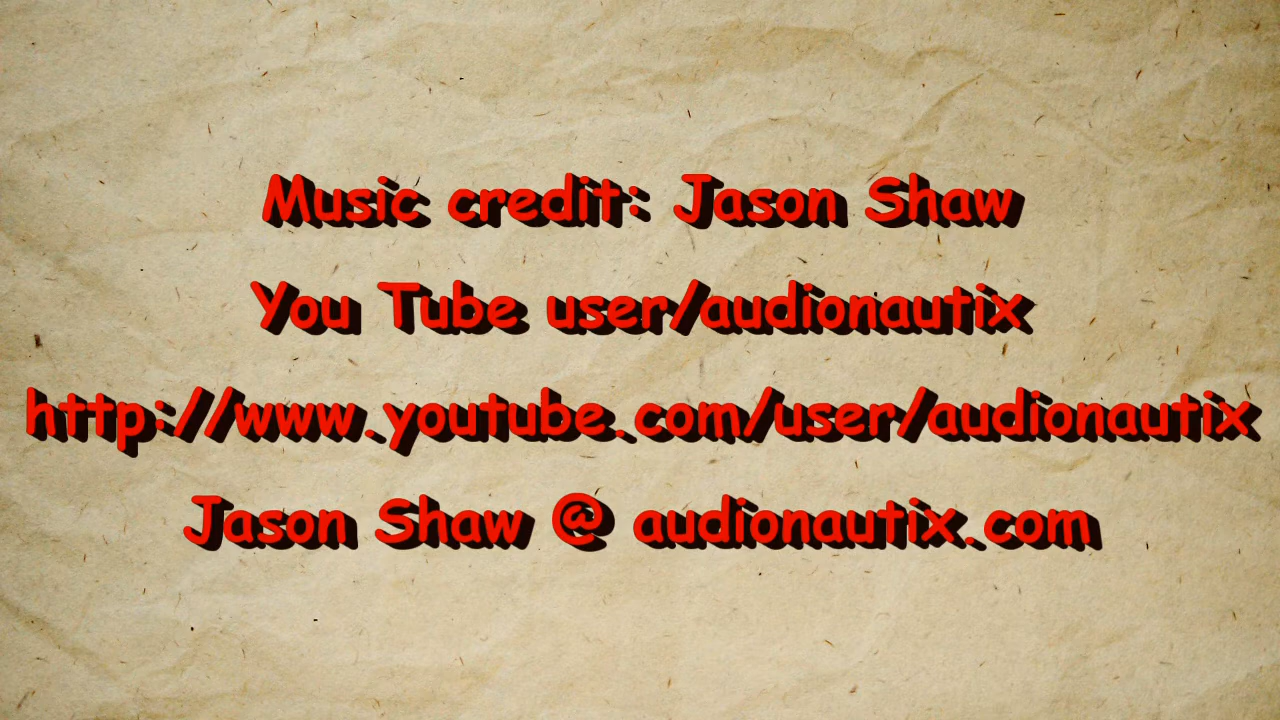 Music credit: Jason Shaw
You Tube user/audionautix
http://www.youtube.com/user/audionautix
Jason Shaw @ audionautix.com